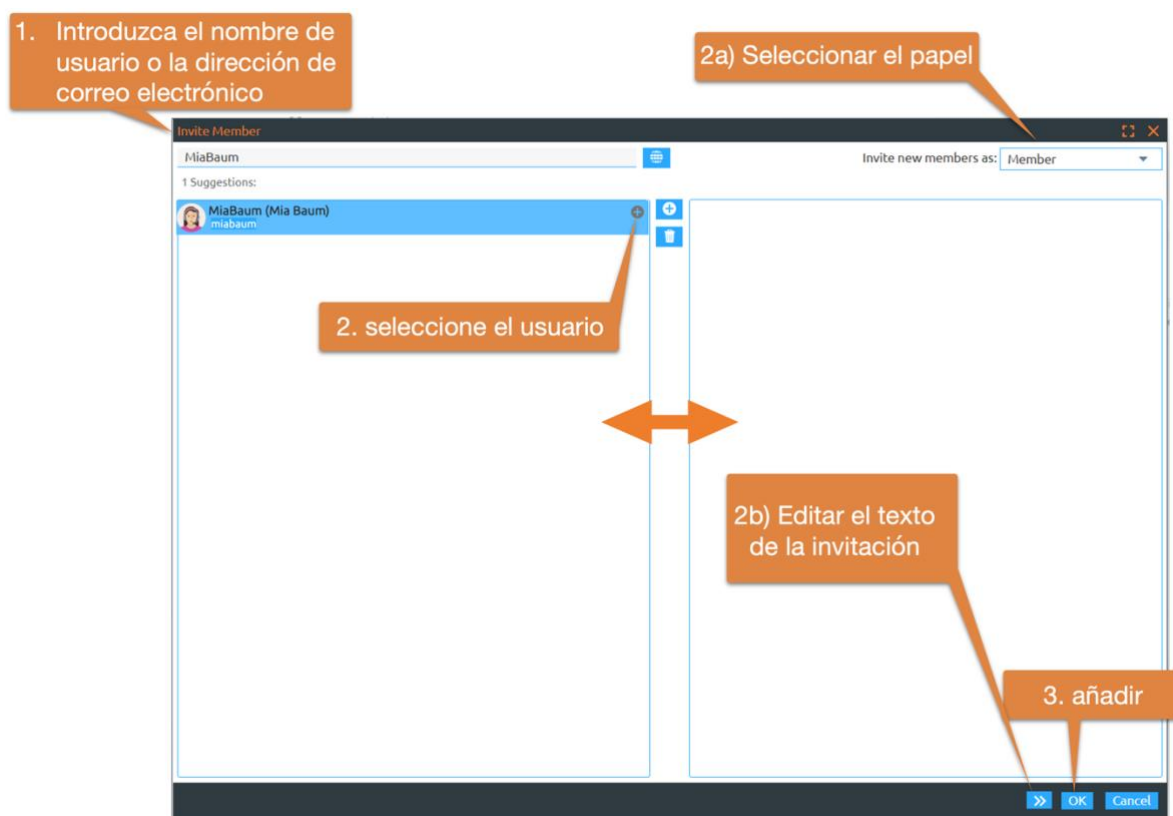 1. Introduzca el nombre de
usuario o la dirección de
correo electrónico
2a) Seleccionar el papel
Invite Member
MiaBaum
Invite new members as: Member
1 Suggestions:
MiaBaum (Mia Baum)
miabaum
2. seleccione el usuario
2b) Editar el texto
de la invitación
3. añadir
OK Cancel